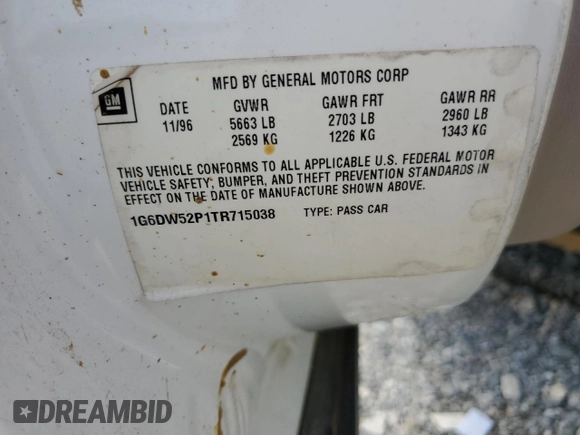 MFD BY GENERAL MOTORS CORP
GM
DATE GVWR GAWR FRT GAWR RR
11/96 5663 LB 2703 LB 2960 LB
2569 KG 1226 KG 1343 KG
THIS VEHICLE CONFORMS TO ALL APPLICABLE U.S. FEDERAL MOTOR
VEHICLE SAFETY, BUMPER, AND THEFT PREVENTION STANDARDS IN
EFFECT ON THE DATE OF MANUFACTURE SHOWN ABOVE.
1G6DW52P1TR715038 TYPE: PASS CAR
DREAMBID